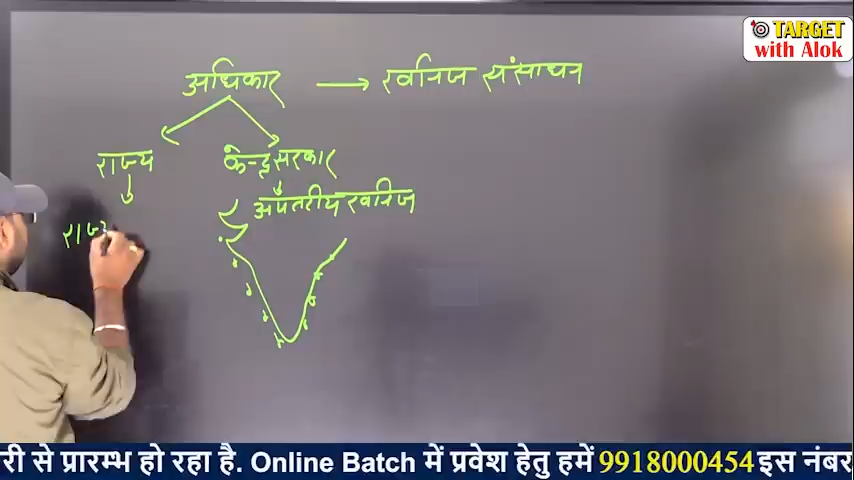 TARGET
with Alok
अधिकार → खनिज संसाधन
राज्य केन्द्र सरकार
अपतटीय खनिज
राज्
री से प्रारम्भ हो रहा है. Online Batch में प्रवेश हेतु हमें 9918000454 इस नंबर